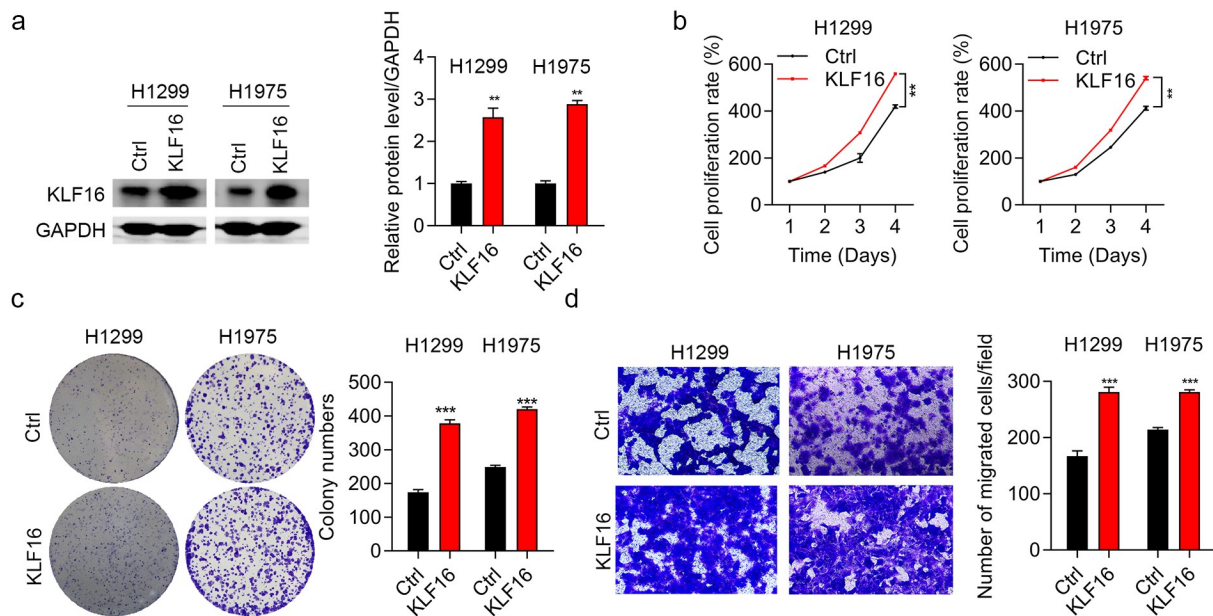 a
H1299 H1975
Ctrl KLF16 Ctrl KLF16
KLF16
GAPDH
Relative protein level/GAPDH
4
3
2
1
0
H1299 H1975
** **
Ctrl KLF16 Ctrl KLF16
b
H1299
Cell proliferation rate (%)
600
400
200
Ctrl
KLF16
**
1 2 3 4
Time (Days)
H1975
Cell proliferation rate (%)
600
400
200
Ctrl
KLF16
**
1 2 3 4
Time (Days)
c
H1299 H1975
Ctrl
KLF16
Colony numbers
500
400
300
200
100
0
H1299 H1975
*** ***
Ctrl KLF16 Ctrl KLF16
d
H1299 H1975
Ctrl
KLF16
Number of migrated cells/field
300
200
100
0
H1299 H1975
*** ***
Ctrl KLF16 Ctrl KLF16